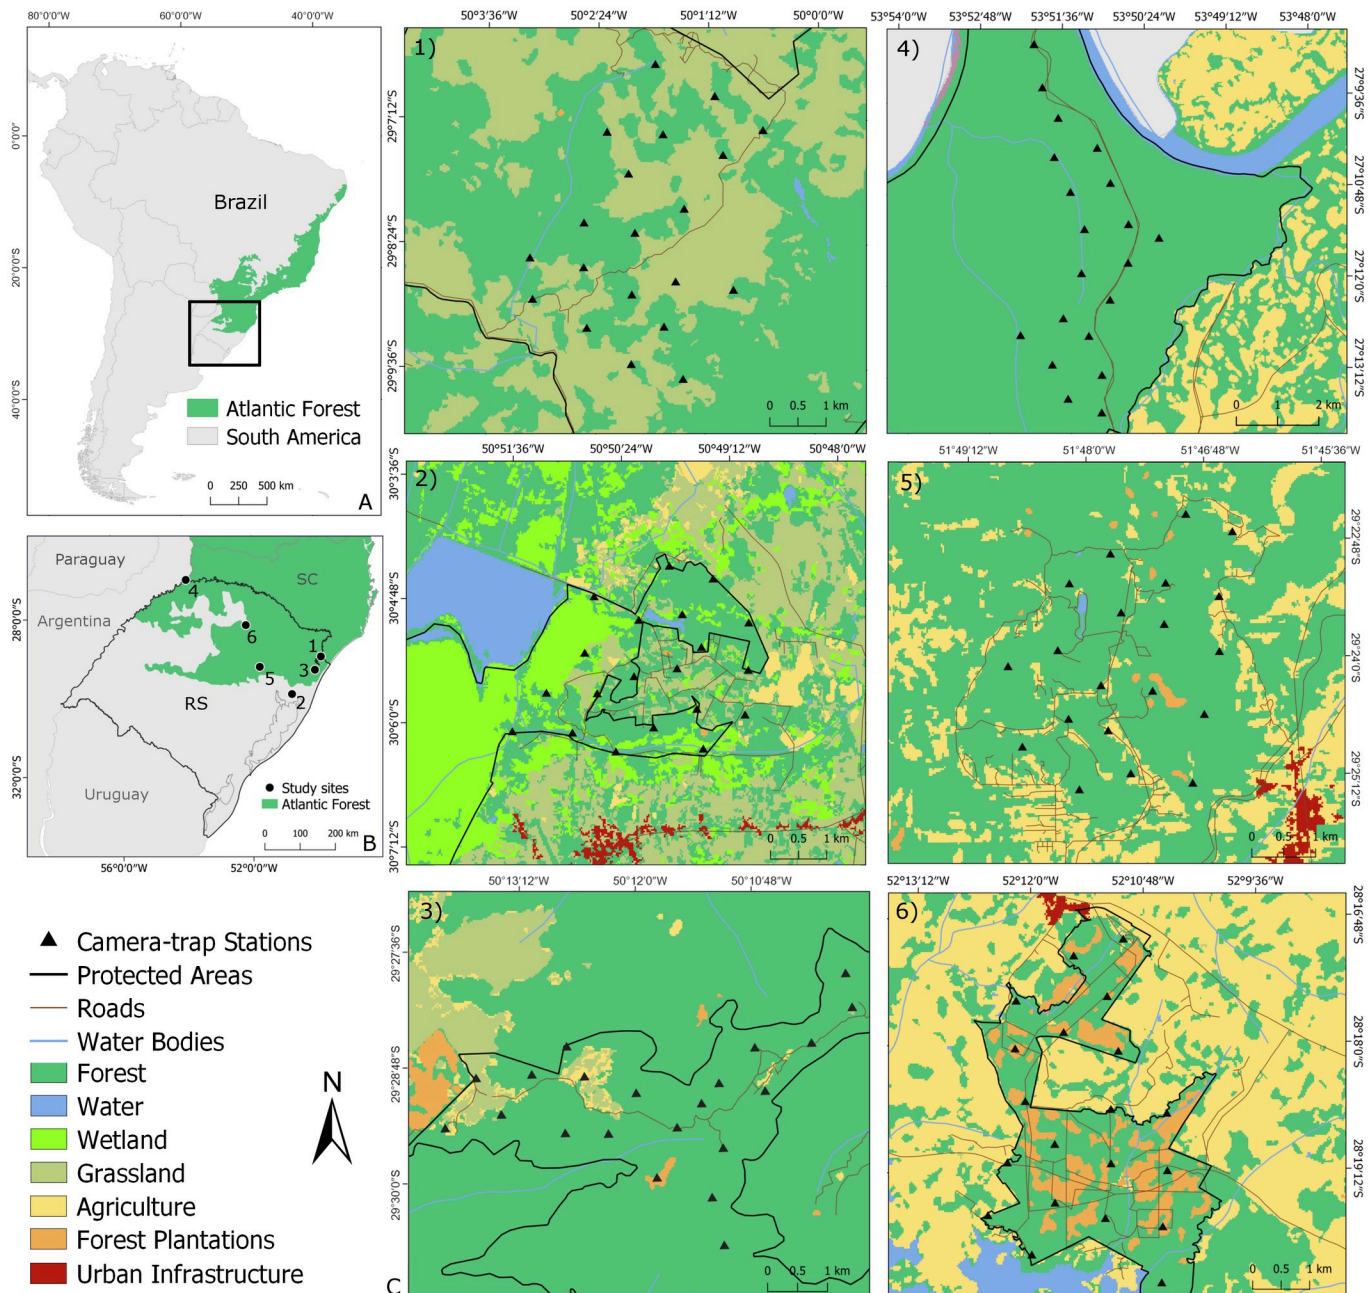 80°0'0"W 60°0'0"W 40°0'0"W
0°0'0"
20°0'0"S
40°0'0"S
Brazil
Atlantic Forest
South America
0 250 500 km
A
Paraguay
Argentina
Uruguay
SC
RS
4
6
1
3
5
2
28°0'0"S
32°0'0"S
56°0'0"W 52°0'0"W
Study sites
Atlantic Forest
0 100 200 km
B
Camera-trap Stations
Protected Areas
Roads
Water Bodies
Forest
Water
Wetland
Grassland
Agriculture
Forest Plantations
Urban Infrastructure
N
50°3'36"W 50°2'24"W 50°1'12"W 50°0'0"W
1)
29°7'12"S
29°8'24"S
29°9'36"S
0 0.5 1 km
53°54'0"W 53°52'48"W 53°51'36"W 53°50'24"W 53°49'12"W 53°48'0"W
4)
27°9'36"S
27°10'48"S
27°12'0"S
27°13'12"S
0 1 2 km
50°51'36"W 50°50'24"W 50°49'12"W 50°48'0"W
2)
30°3'36"S
30°4'48"S
30°6'0"S
30°7'12"S
0 0.5 1 km
51°49'12"W 51°48'0"W 51°46'48"W 51°45'36"W
5)
29°22'48"S
29°24'0"S
29°25'12"S
0 0.5 1 km
50°13'12"W 50°12'0"W 50°10'48"W
3)
29°27'36"S
29°28'48"S
29°30'0"S
0 0.5 1 km
C
52°13'12"W 52°12'0"W 52°10'48"W 52°9'36"W
6)
28°16'48"S
28°18'0"S
28°19'12"S
0 0.5 1 km